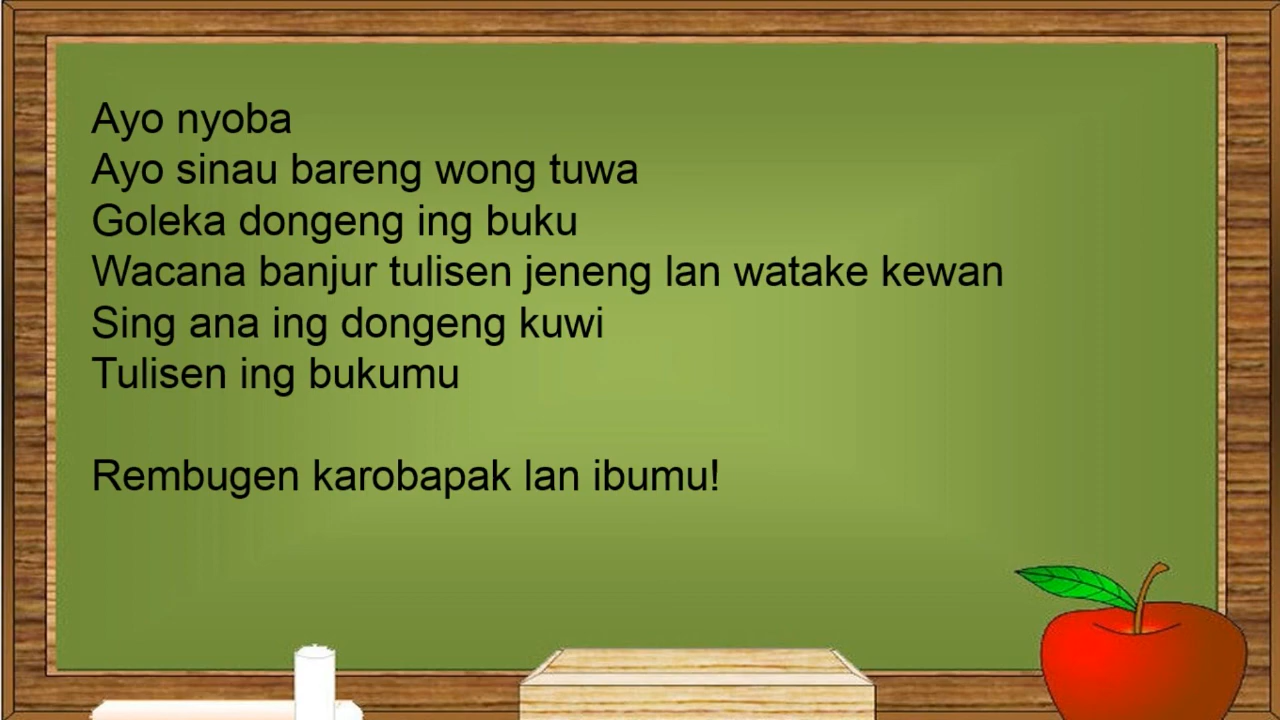 Ayo nyoba
Ayo sinau bareng wong tuwa
Goleka dongeng ing buku
Wacana banjur tulisen jeneng lan watake kewan
Sing ana ing dongeng kuwi
Tulisen ing bukumu
Rembugen karobapak lan ibumu!